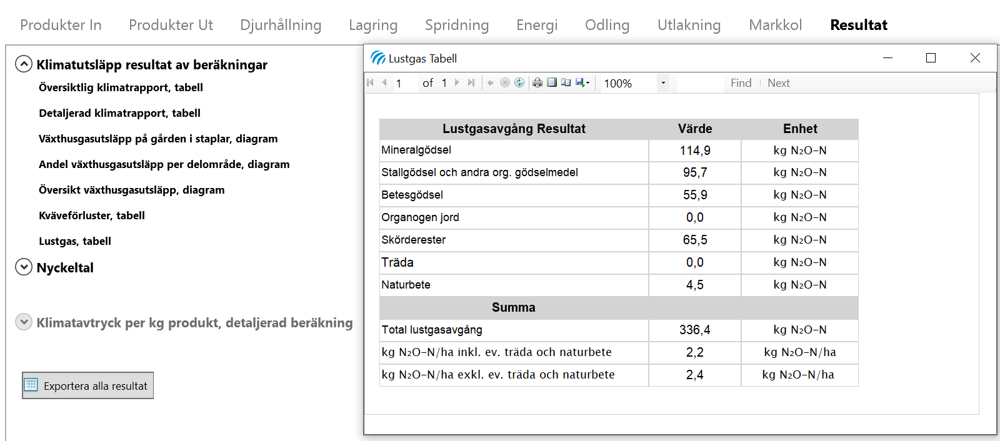 Produkter In Produkter Ut Djurhållning Lagring Spridning Energi Odling Utlakning Markkol Resultat
Klimatutsläpp resultat av beräkningar
Översiktlig klimatrapport, tabell
Detaljerad klimatrapport, tabell
Växthusgasutsläpp på gården i staplar, diagram
Andel växthusgasutsläpp per delområde, diagram
Översikt växthusgasutsläpp, diagram
Kväveförluster, tabell
Lustgas, tabell
Nyckeltal
Klimatavtryck per kg produkt, detaljerad beräkning
Exportera alla resultat
Lustgas Tabell
1 of 1 100% Find Next
Lustgasavgång Resultat Värde Enhet
Mineralgödsel 114,9 kg N₂O-N
Stallgödsel och andra org. gödselmedel 95,7 kg N₂O-N
Betesgödsel 55,9 kg N₂O-N
Organogen jord 0,0 kg N₂O-N
Skörderester 65,5 kg N₂O-N
Träda 0,0 kg N₂O-N
Naturbete 4,5 kg N₂O-N
Summa
Total lustgasavgång 336,4 kg N₂O-N
kg N₂O-N/ha inkl. ev. träda och naturbete 2,2 kg N₂O-N/ha
kg N₂O-N/ha exkl. ev. träda och naturbete 2,4 kg N₂O-N/ha